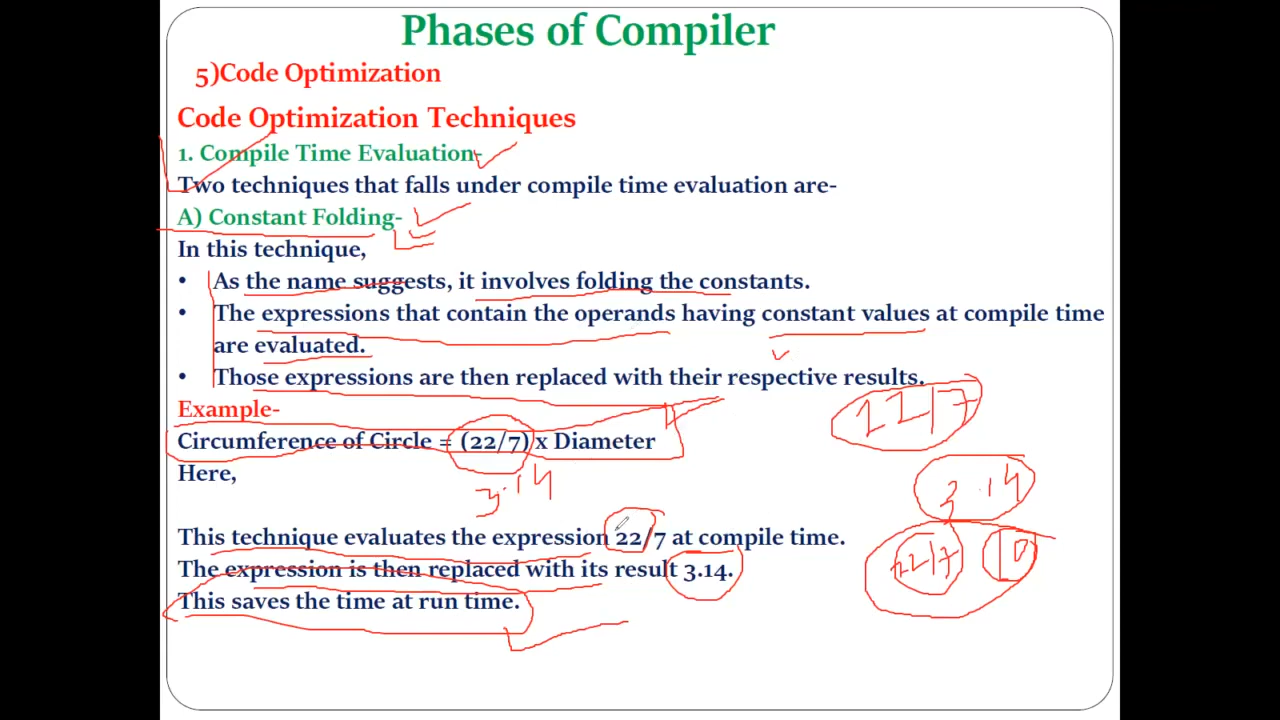 Phases of Compiler
5)Code Optimization
Code Optimization Techniques
1. Compile Time Evaluation-
Two techniques that falls under compile time evaluation are-
A) Constant Folding-
In this technique,
• As the name suggests, it involves folding the constants.
• The expressions that contain the operands having constant values at compile time
are evaluated.
• Those expressions are then replaced with their respective results.
Example-
22/7
Circumference of Circle = (22/7) x Diameter
Here,
3.14
3.14
This technique evaluates the expression 22/7 at compile time.
22/7 D
The expression is then replaced with its result 3.14.
This saves the time at run time.